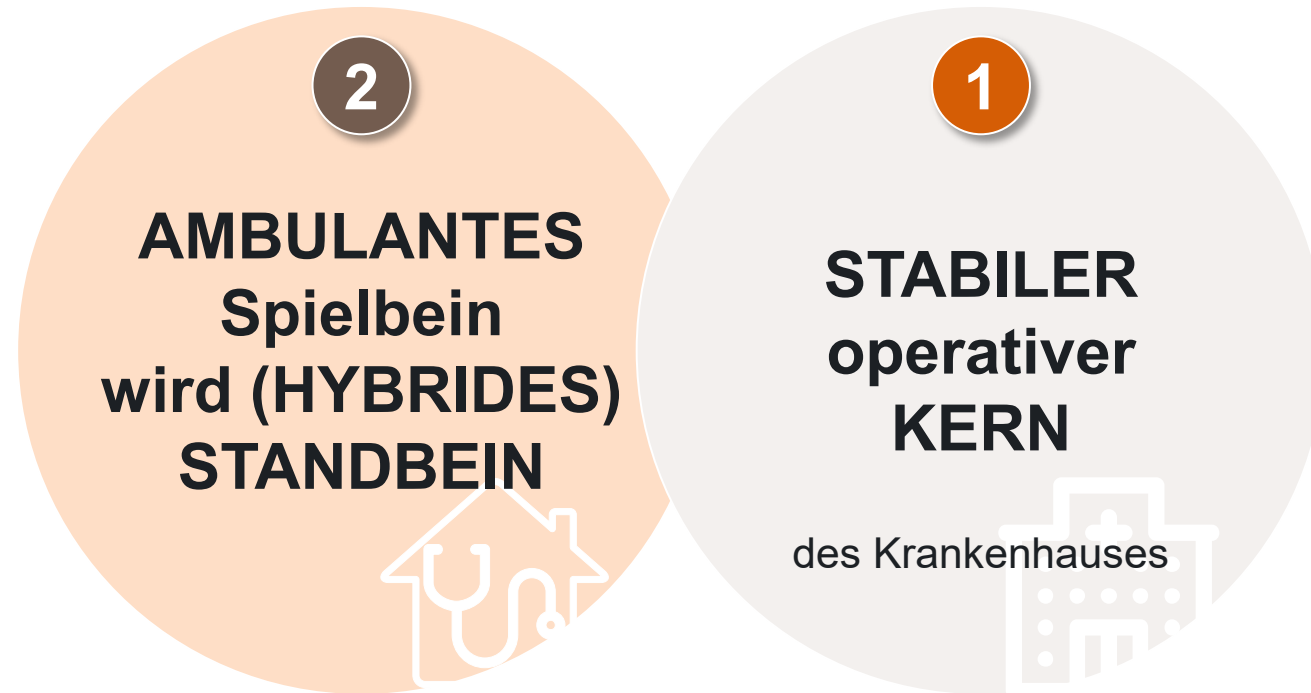 2
AMBULANTES
Spielbein
wird (HYBRIDES)
STANDBEIN
1
STABILER
operativer
KERN
des Krankenhauses